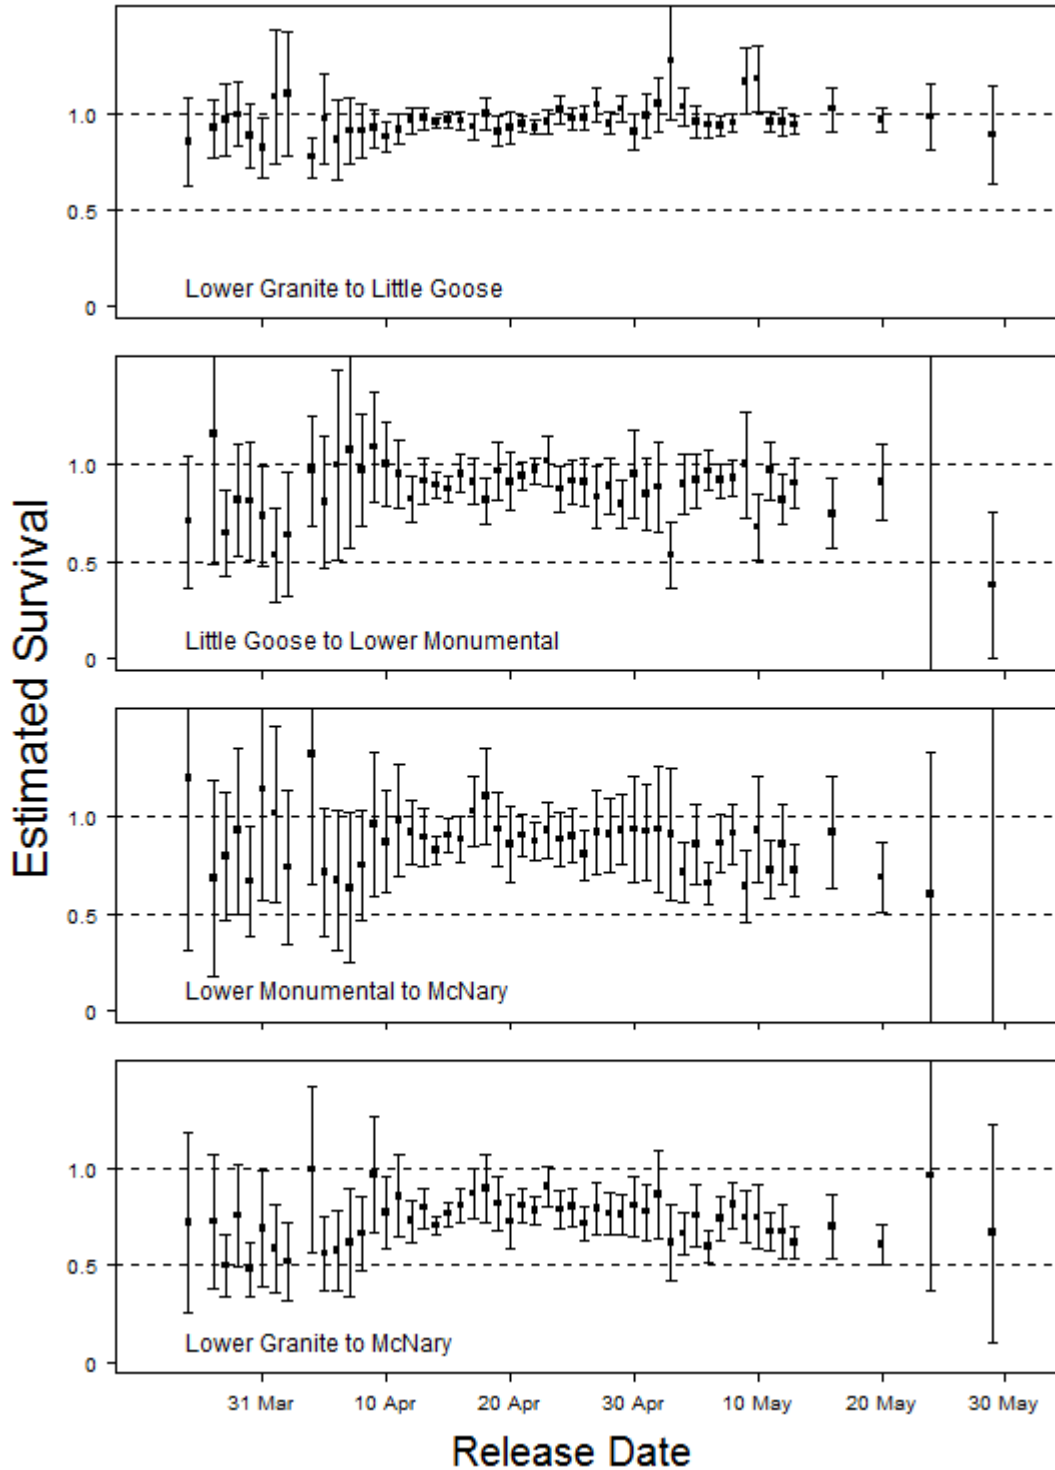 Estimated Survival
1.0
0.5
0
Lower Granite to Little Goose
1.0
0.5
0
Little Goose to Lower Monumental
1.0
0.5
0
Lower Monumental to McNary
1.0
0.5
0
Lower Granite to McNary
31 Mar 10 Apr 20 Apr 30 Apr 10 May 20 May 30 May
Release Date